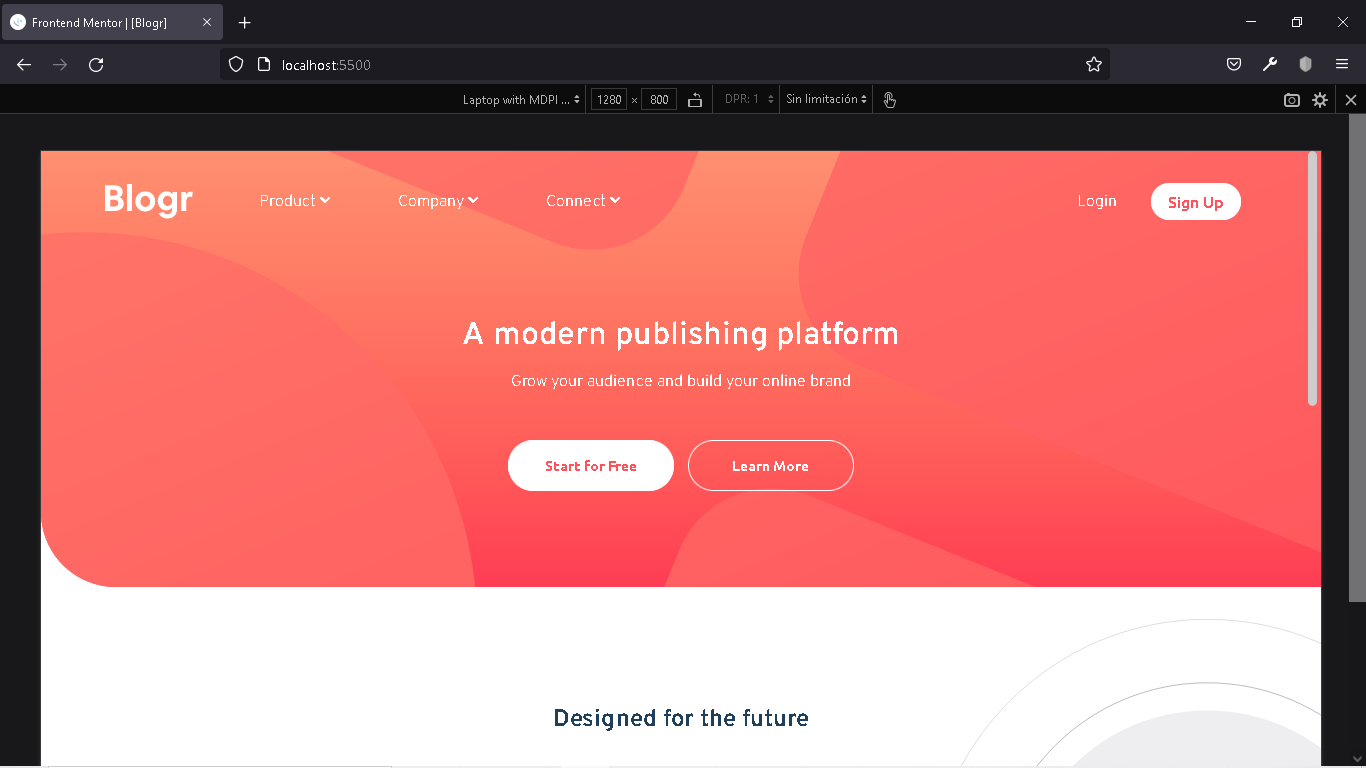 Frontend Mentor | [Blogr]
localhost:5500
Laptop with MDPI ... 1280 × 800 DPR: 1 Sin limitación
Blogr Product Company Connect Login Sign Up
A modern publishing platform
Grow your audience and build your online brand
Start for Free Learn More
Designed for the future